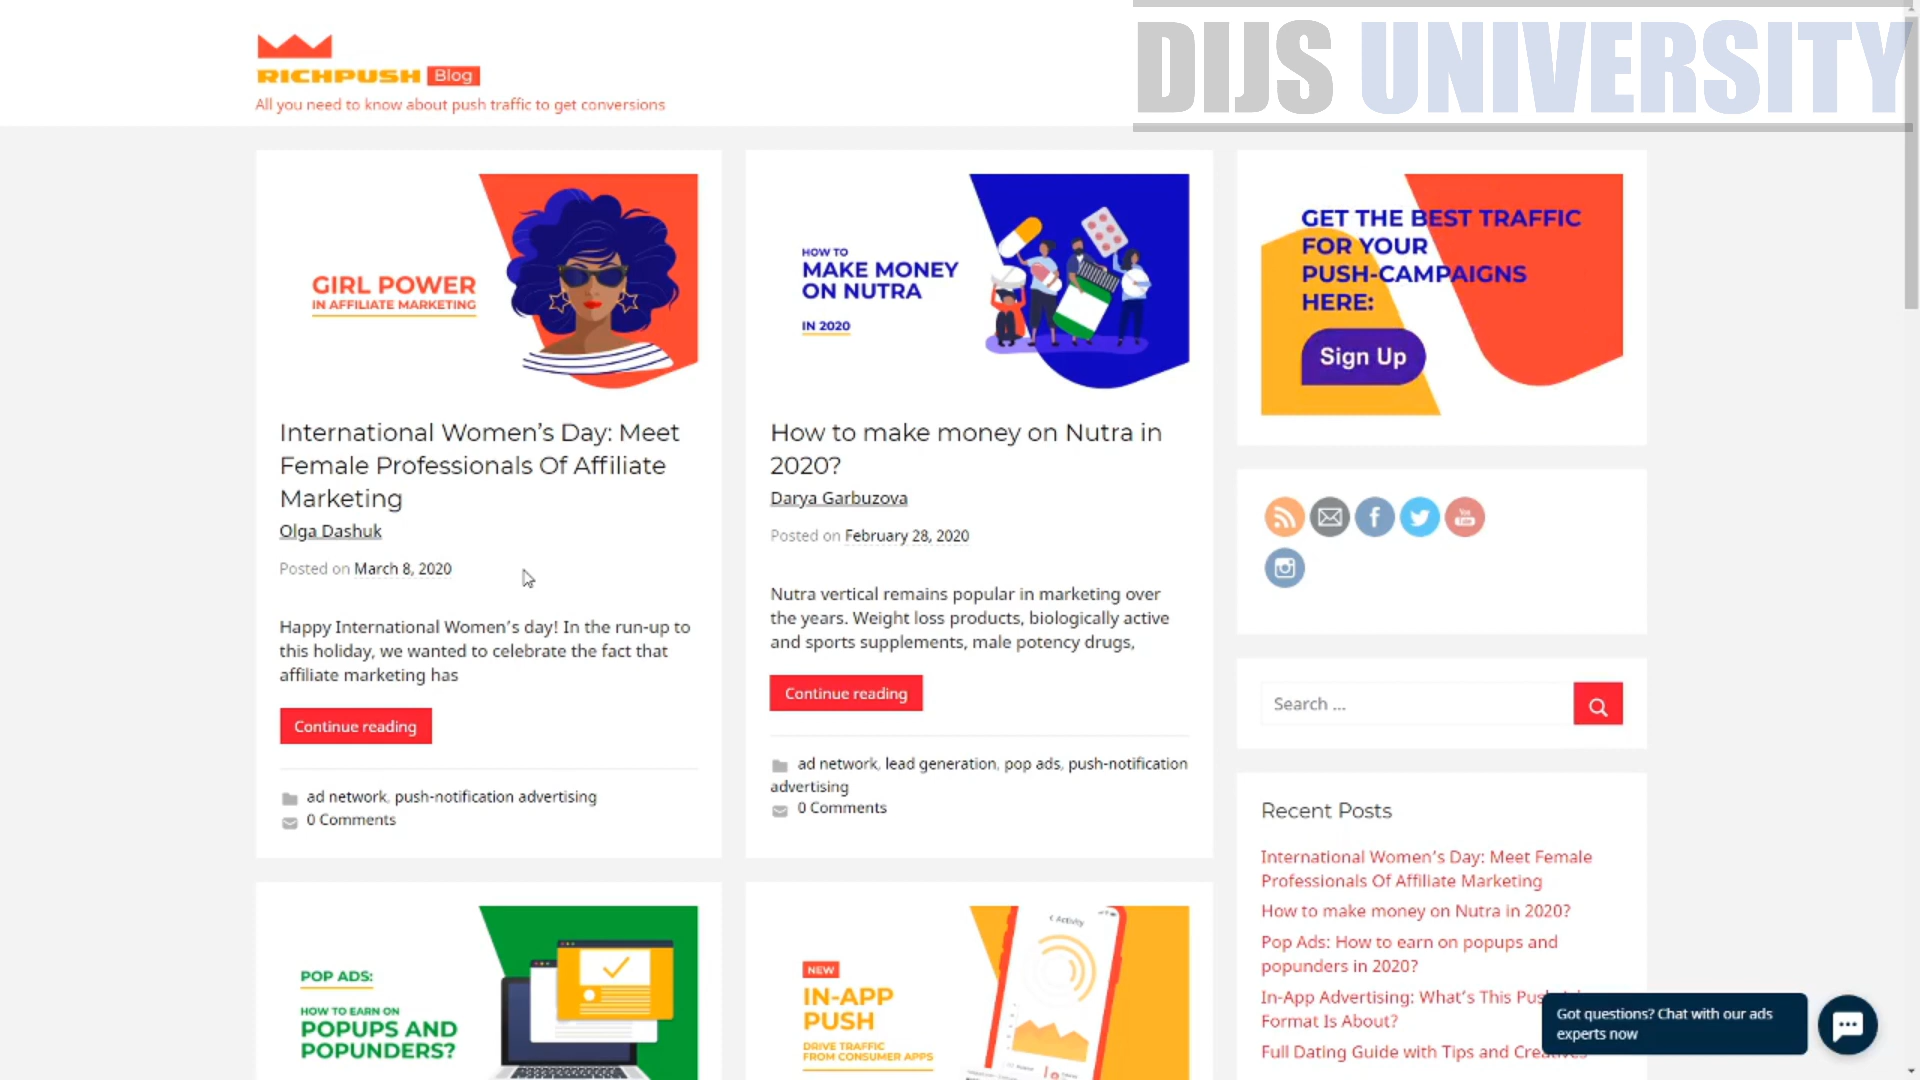 RICHPUSH Blog
All you need to know about push traffic to get conversions
DIJS UNIVERSITY
GIRL POWER
IN AFFILIATE MARKETING
International Women's Day: Meet
Female Professionals Of Affiliate
Marketing
Olga Dashuk
Posted on March 8, 2020
Happy International Women's day! In the run-up to
this holiday, we wanted to celebrate the fact that
affiliate marketing has
Continue reading
ad network, push-notification advertising
0 Comments
HOW TO
MAKE MONEY
ON NUTRA
IN 2020
How to make money on Nutra in
2020?
Darya Garbuzova
Posted on February 28, 2020
Nutra vertical remains popular in marketing over
the years. Weight loss products, biologically active
and sports supplements, male potency drugs,
Continue reading
ad network, lead generation, pop ads, push-notification
advertising
0 Comments
POP ADS:
HOW TO EARN ON
POPUPS AND
POPUNDERS?
Activity
NEW
IN-APP
PUSH
DRIVE TRAFFIC
FROM CONSUMER APPS
GET THE BEST TRAFFIC
FOR YOUR
PUSH-CAMPAIGNS
HERE:
Sign Up
You
Tube
Search ...
Recent Posts
International Women's Day: Meet Female
Professionals Of Affiliate Marketing
How to make money on Nutra in 2020?
Pop Ads: How to earn on popups and
popunders in 2020?
In-App Advertising: What's This Push
Format Is About?
Full Dating Guide with Tips and Creatives
Got questions? Chat with our ads
experts now